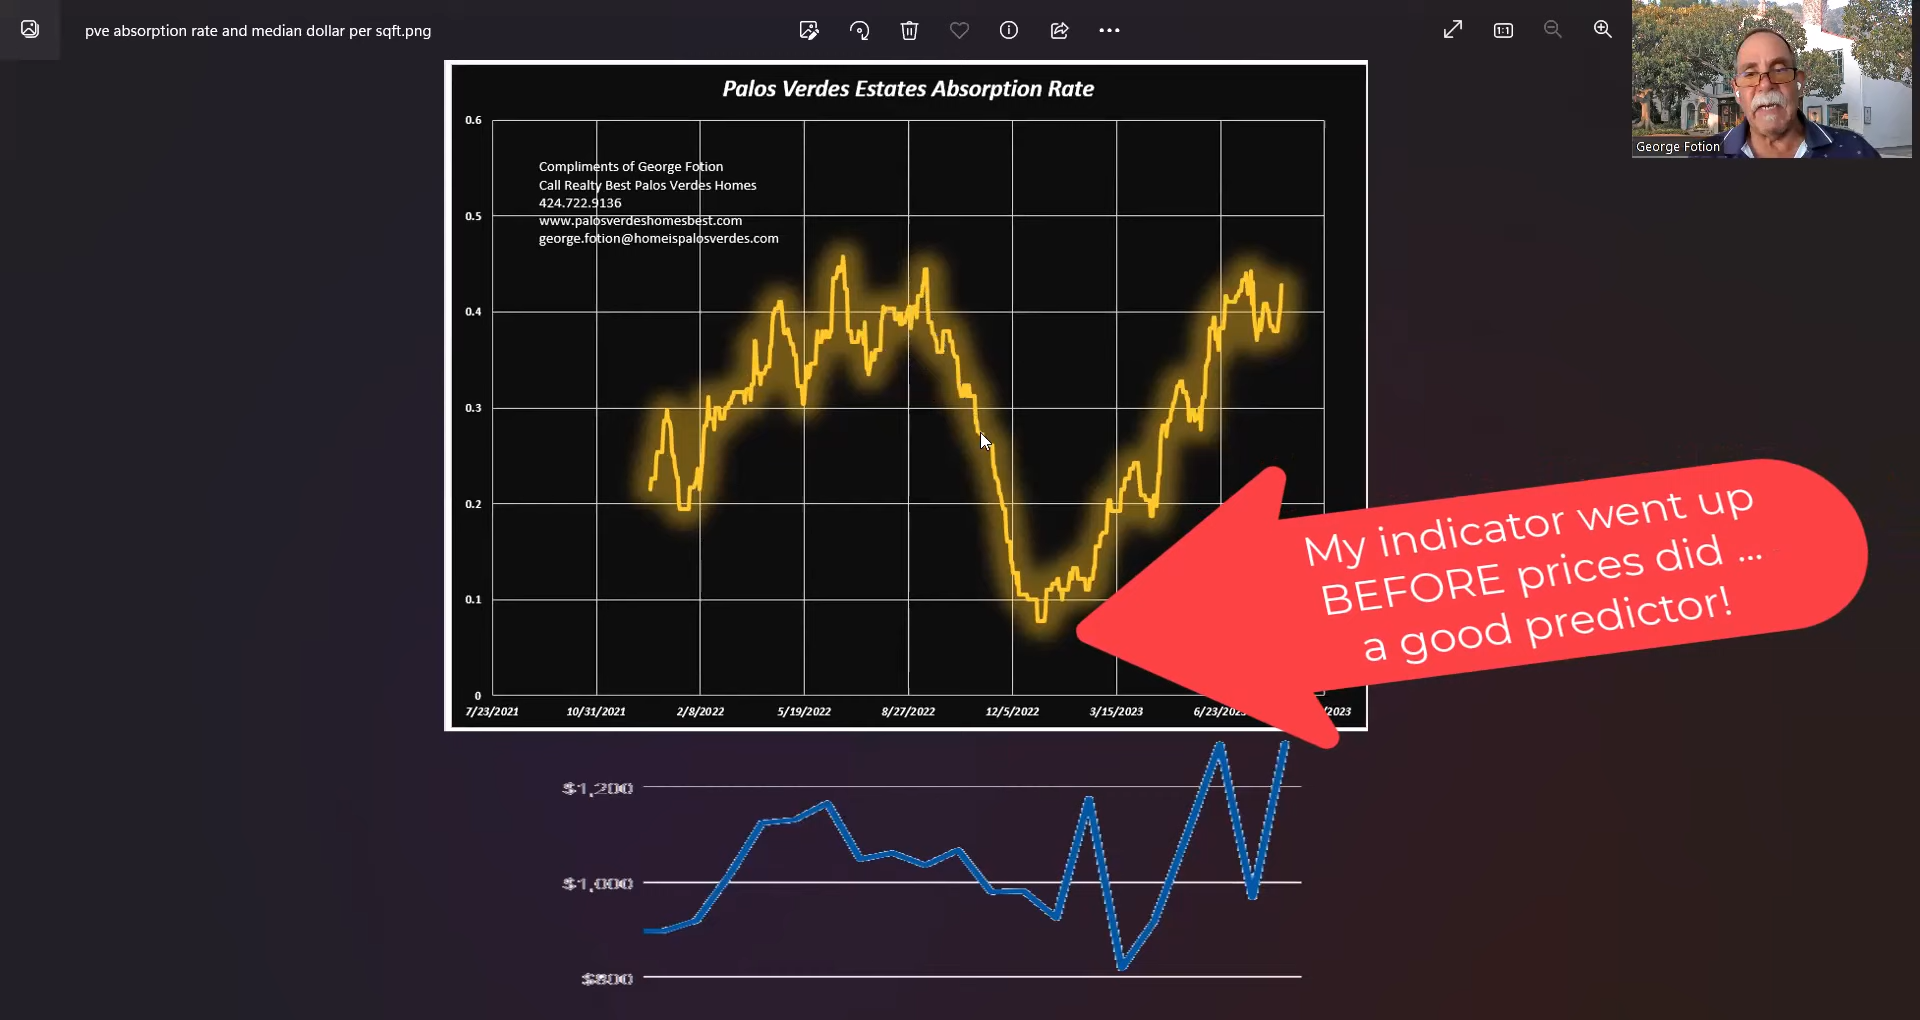 pve absorption rate and median dollar per sqft.png
1:1
George Fotion
Palos Verdes Estates Absorption Rate
0.6
Compliments of George Fotion
Call Realty Best Palos Verdes Homes
424.722.9136
www.palosverdeshomesbest.com
george.fotion@homeispalosverdes.com
0.5
0.4
0.3
0.2
0.1
0
7/23/2021 10/31/2021 2/8/2022 5/19/2022 8/27/2022 12/5/2022 3/15/2023
My indicator went up
BEFORE prices did ...
a good predictor!
$1,200
$1,000
$800